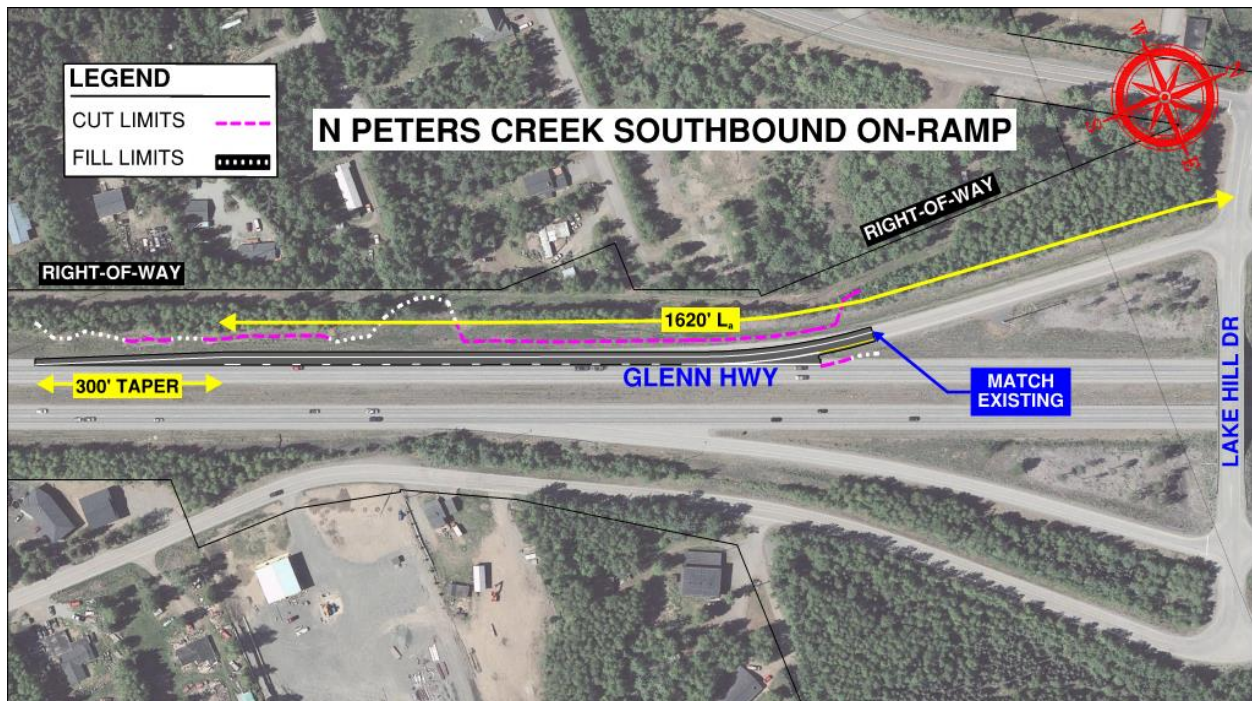 LEGEND
CUT LIMITS
FILL LIMITS
N PETERS CREEK SOUTHBOUND ON-RAMP
W
N
S
E
RIGHT-OF-WAY
RIGHT-OF-WAY
1620' Lₐ
300' TAPER
GLENN HWY
MATCH
EXISTING
LAKE HILL DR